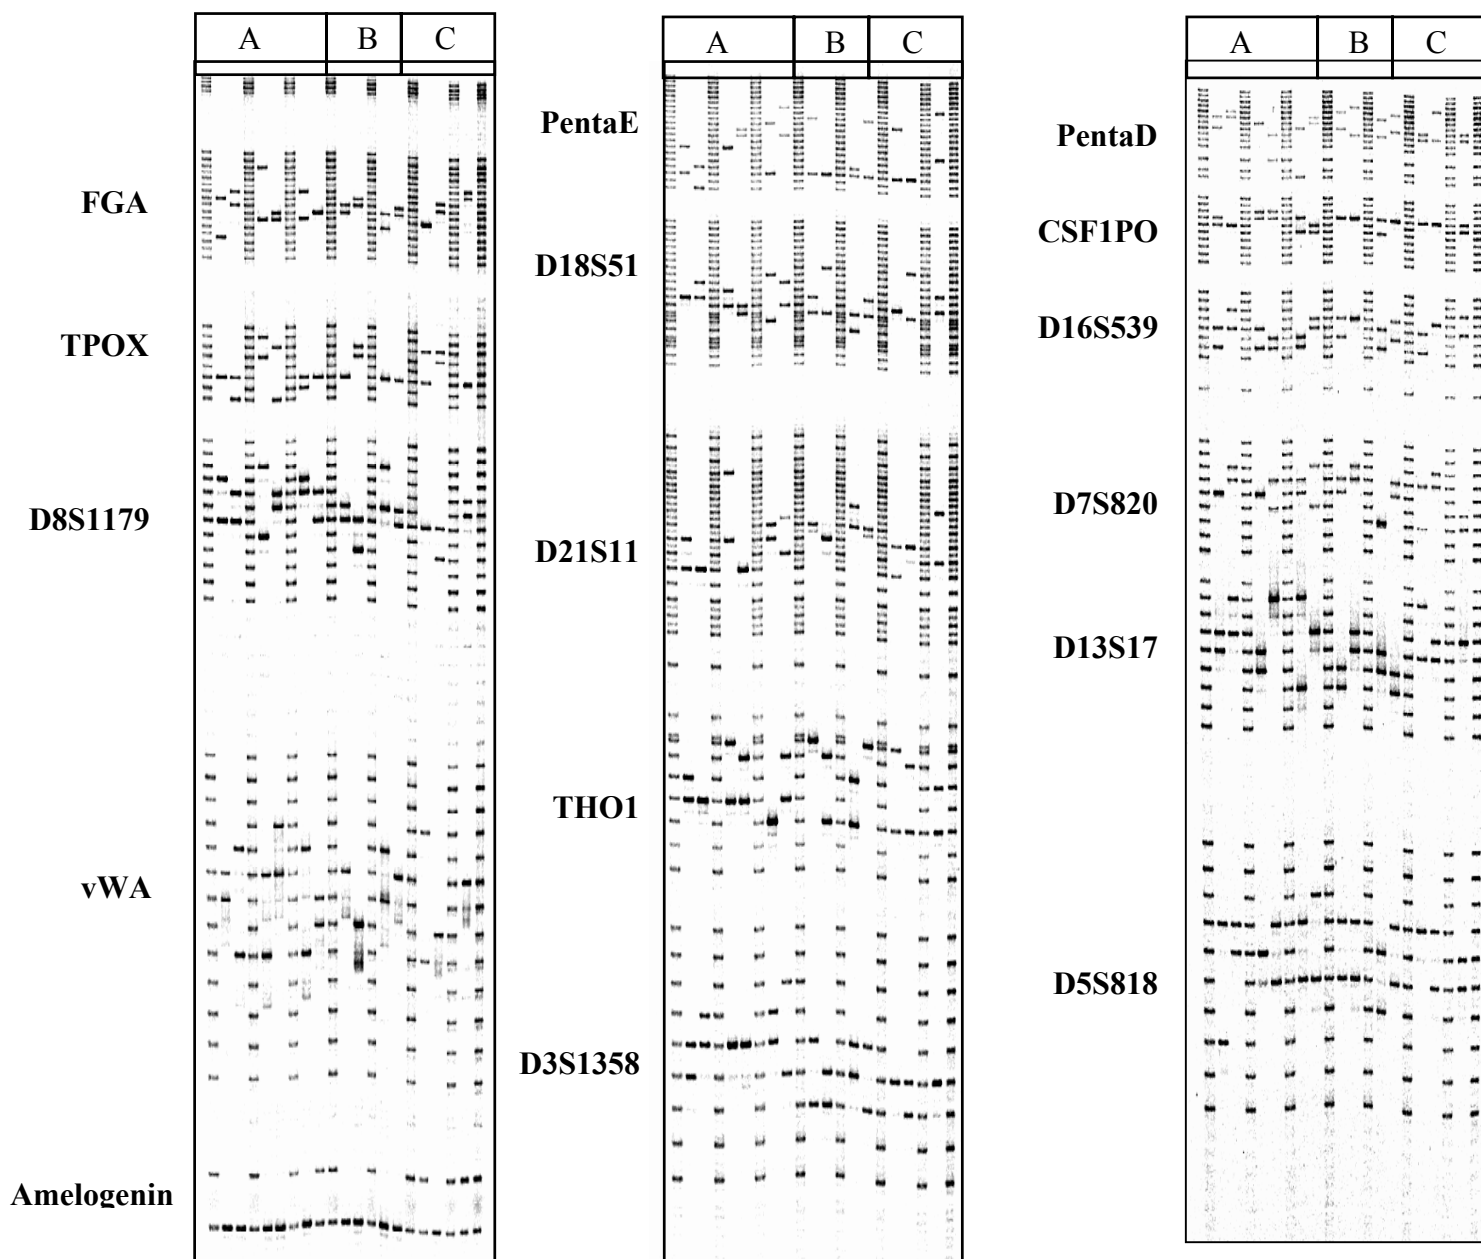 A B C
A B C
A B C
FGA
TPOX
D8S1179
vWA
Amelogenin
PentaE
D18S51
D21S11
THO1
D3S1358
PentaD
CSF1PO
D16S539
D7S820
D13S17
D5S818